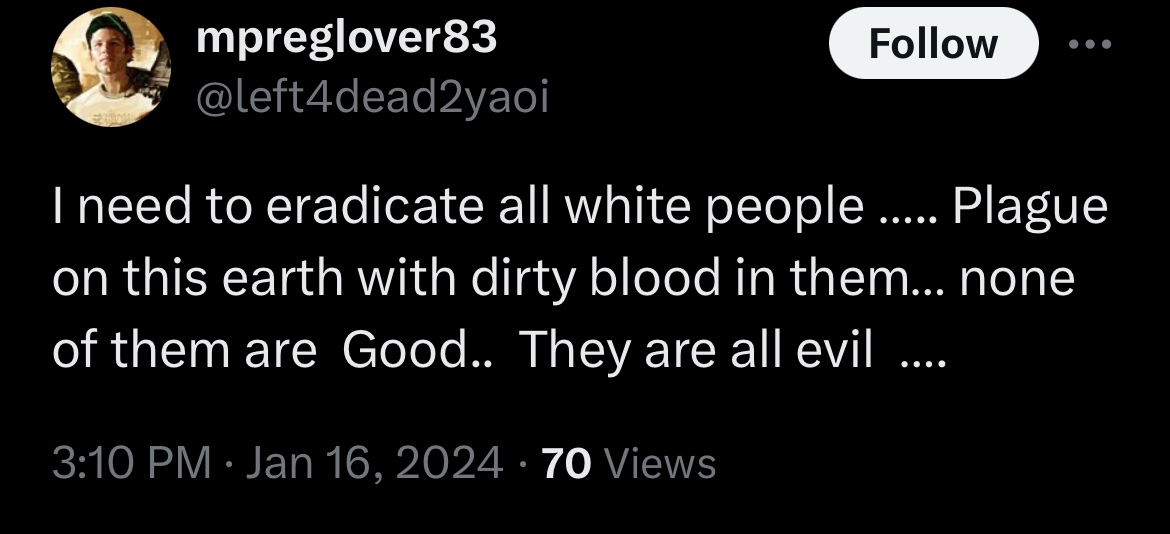 mpreglover83
Follow
@left4dead2yaoi
I need to eradicate all white people ..... Plague
on this earth with dirty blood in them... none
of them are  Good..  They are all evil  ....
3:10 PM · Jan 16, 2024 · 70 Views